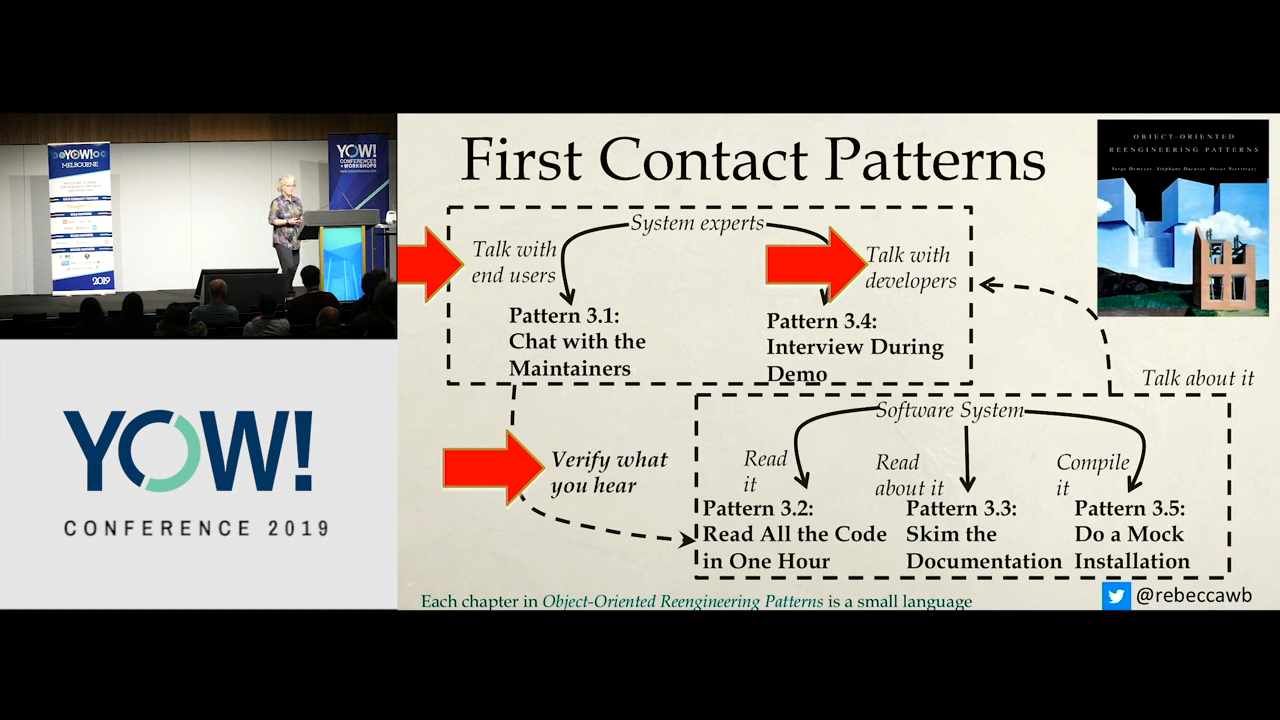 First Contact Patterns
OBJECT-ORIENTED
REENGINEERING PATTERNS
Serge Demeyer Stéphane Ducasse Oscar Nierstrasz
System experts
Talk with
end users
Talk with
developers
Pattern 3.1:
Chat with the
Maintainers
Pattern 3.4:
Interview During
Demo
Talk about it
Software System
Verify what
you hear
Read
it
Read
about it
Compile
it
Pattern 3.2:
Read All the Code
in One Hour
Pattern 3.3:
Skim the
Documentation
Pattern 3.5:
Do a Mock
Installation
Each chapter in Object-Oriented Reengineering Patterns is a small language
@rebeccawb
YOW!
MELBOURNE
2019
YOW!
CONFERENCES
& WORKSHOPS
YOW!
CONFERENCE 2019